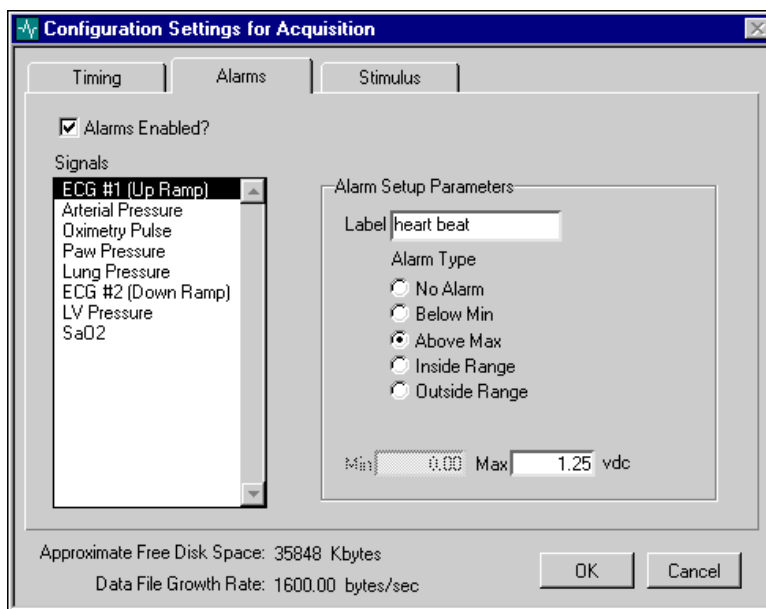 Configuration Settings for Acquisition
Timing
Alarms
Stimulus
Alarms Enabled?
Signals
ECG #1 (Up Ramp)
Arterial Pressure
Oximetry Pulse
Paw Pressure
Lung Pressure
ECG #2 (Down Ramp)
LV Pressure
SaO2
Alarm Setup Parameters
Label heart beat
Alarm Type
No Alarm
Below Min
Above Max
Inside Range
Outside Range
Min 0.00 Max 1.25 vdc
Approximate Free Disk Space: 35848 Kbytes
Data File Growth Rate: 1600.00 bytes/sec
OK
Cancel